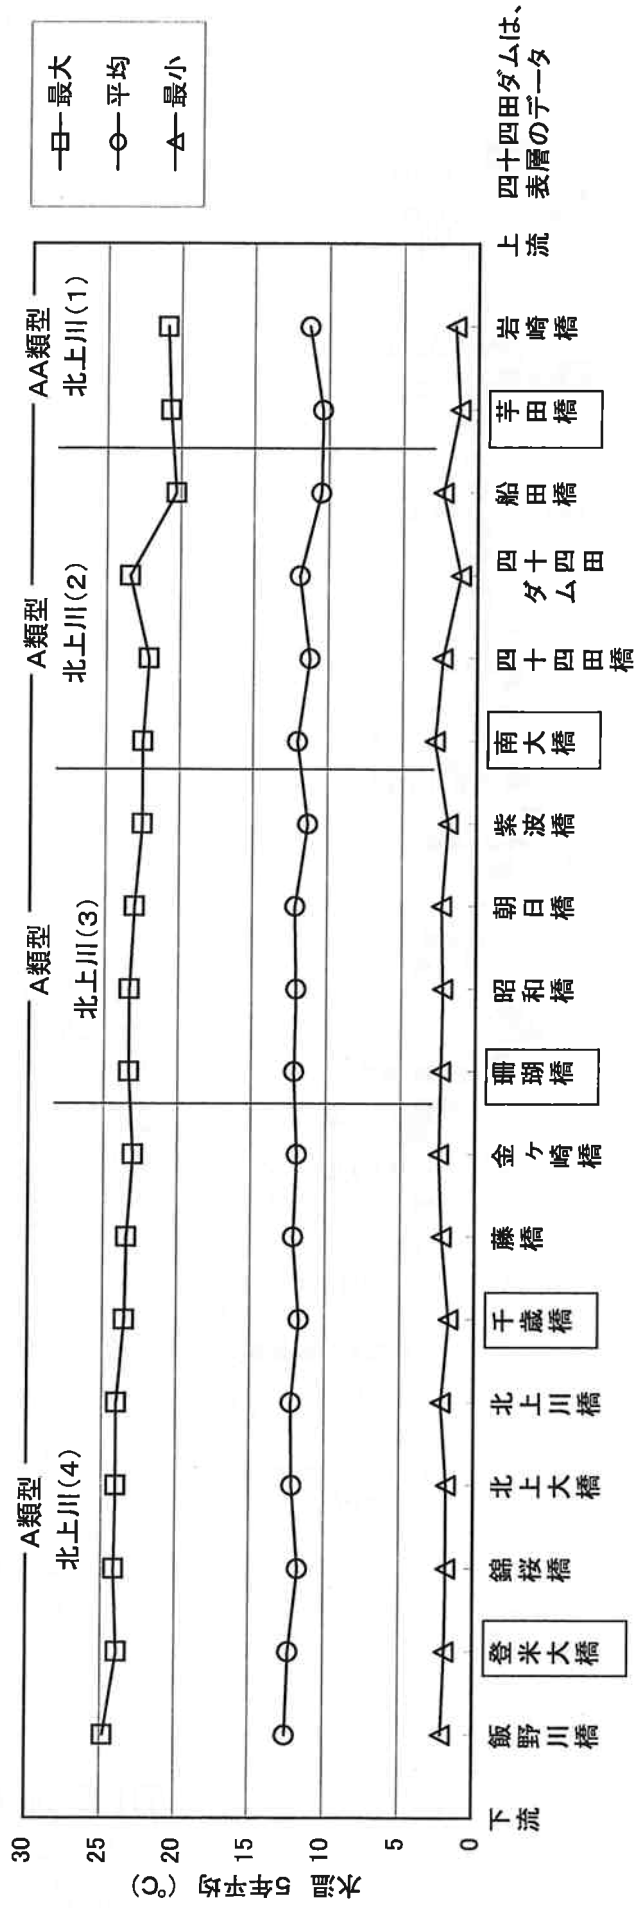 AA類型
A類型
A類型
A類型
北上川(1)
北上川(2)
北上川(3)
北上川(4)
最大
平均
最小
水温 5年平均 (℃)
30
25
20
15
10
5
0
下流
飯野川橋
登米大橋
錦桜橋
北上大橋
北上川橋
千歳橋
藤橋
金ケ崎橋
珊瑚橋
昭和橋
朝日橋
紫波橋
南大橋
四十四田橋
四十四田ダム
船田橋
芋田橋
岩崎橋
上流
四十四田ダムは、
表層のデータ